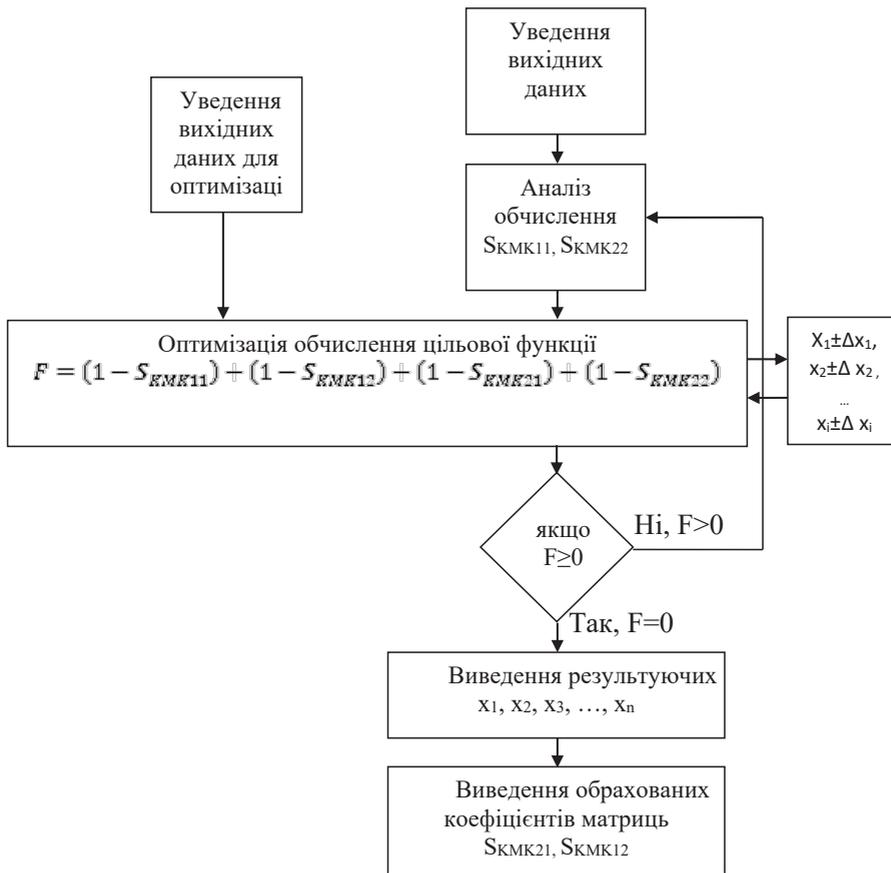 Уведення
вихідних
даних
Уведення
вихідних
даних для
оптимізаці
Аналіз
обчислення
SКМК11, SКМК22
Оптимізація обчислення цільової функції
F = (1 − SКМК11) + (1 − SКМК12) + (1 − SКМК21) + (1 − SКМК22)
X1±Δx1,
x2±Δ x2 ,
...
xi±Δ xi
якщо
F≥0
Ні, F>0
Так, F=0
Виведення результуючих
x1, x2, x3, …, xn
Виведення обрахованих
коефіцієнтів матриць
SКМК21, SКМК12